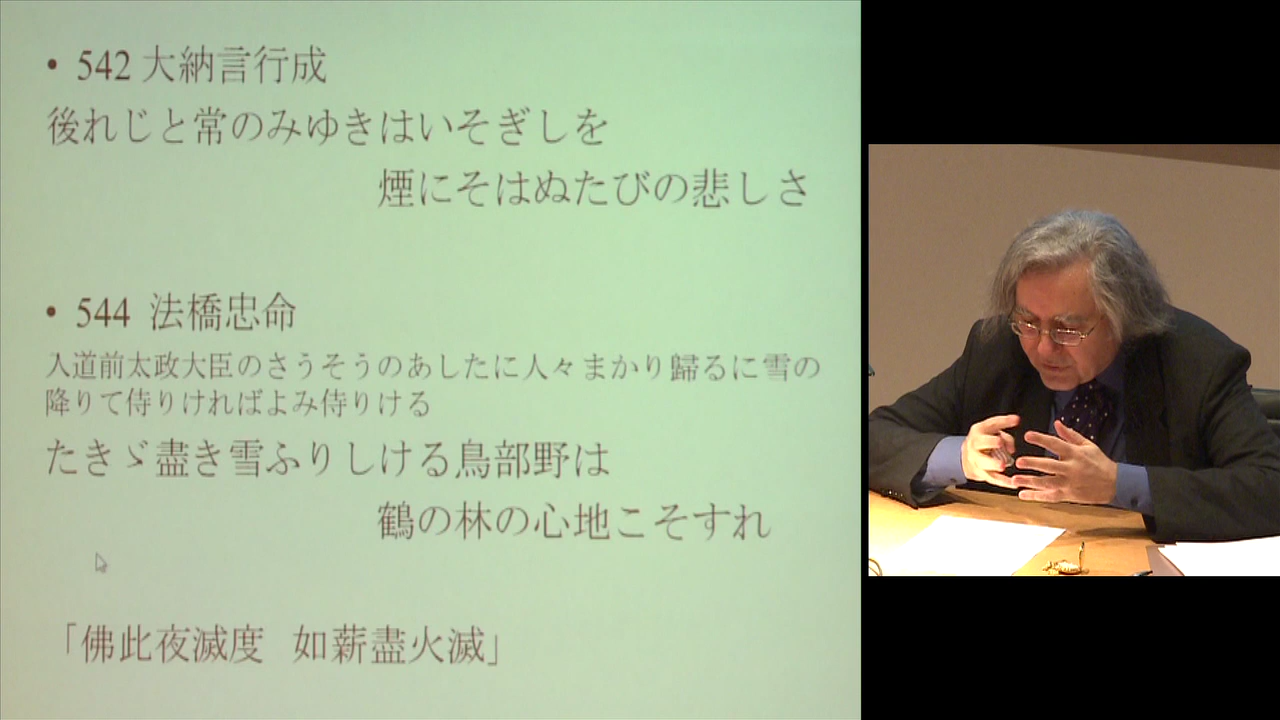 • 542 大納言行成
後れじと常のみゆきはいそぎしを
煙にそはぬたびの悲しさ
• 544 法橋忠命
入道前太政大臣のさうそうのあしたに人々まかり歸るに雪の
降りて侍りければよみ侍りける
たきゞ盡き雪ふりしける鳥部野は
鶴の林の心地こそすれ
「佛此夜滅度 如薪盡火滅」